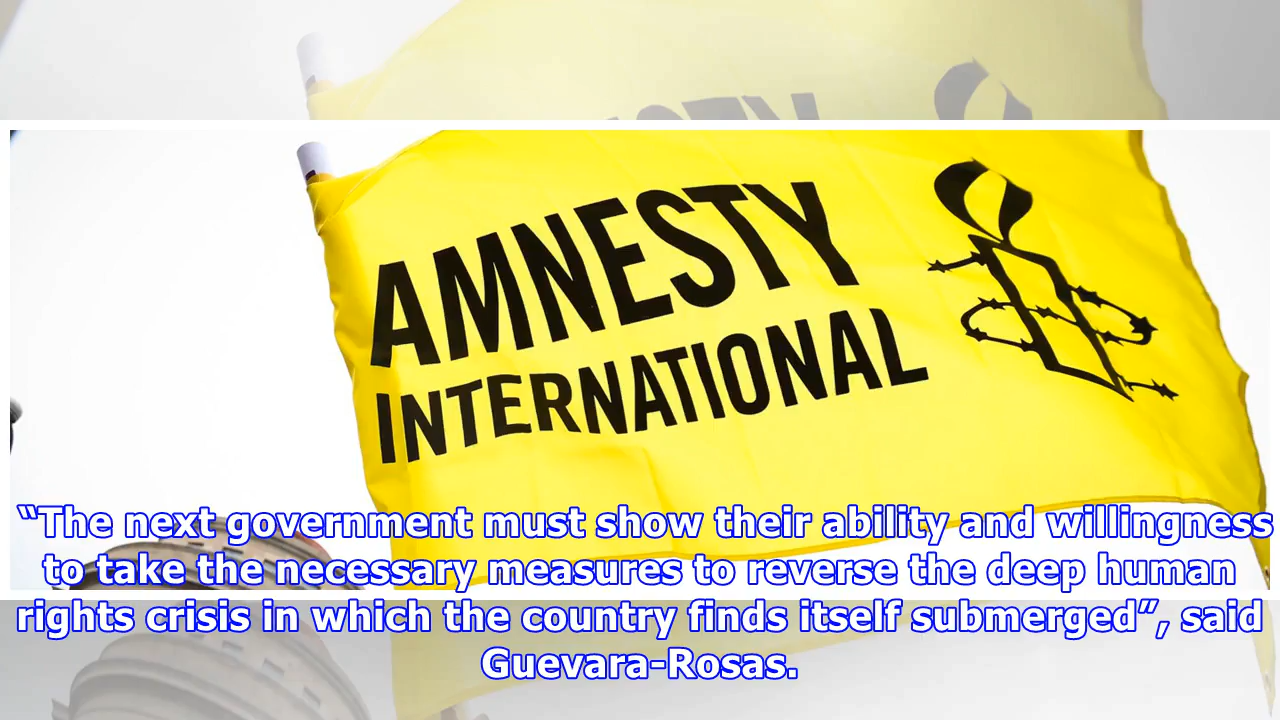 AMNESTY
INTERNATIONAL
“The next government must show their ability and willingness
to take the necessary measures to reverse the deep human
rights crisis in which the country finds itself submerged”, said
Guevara-Rosas.